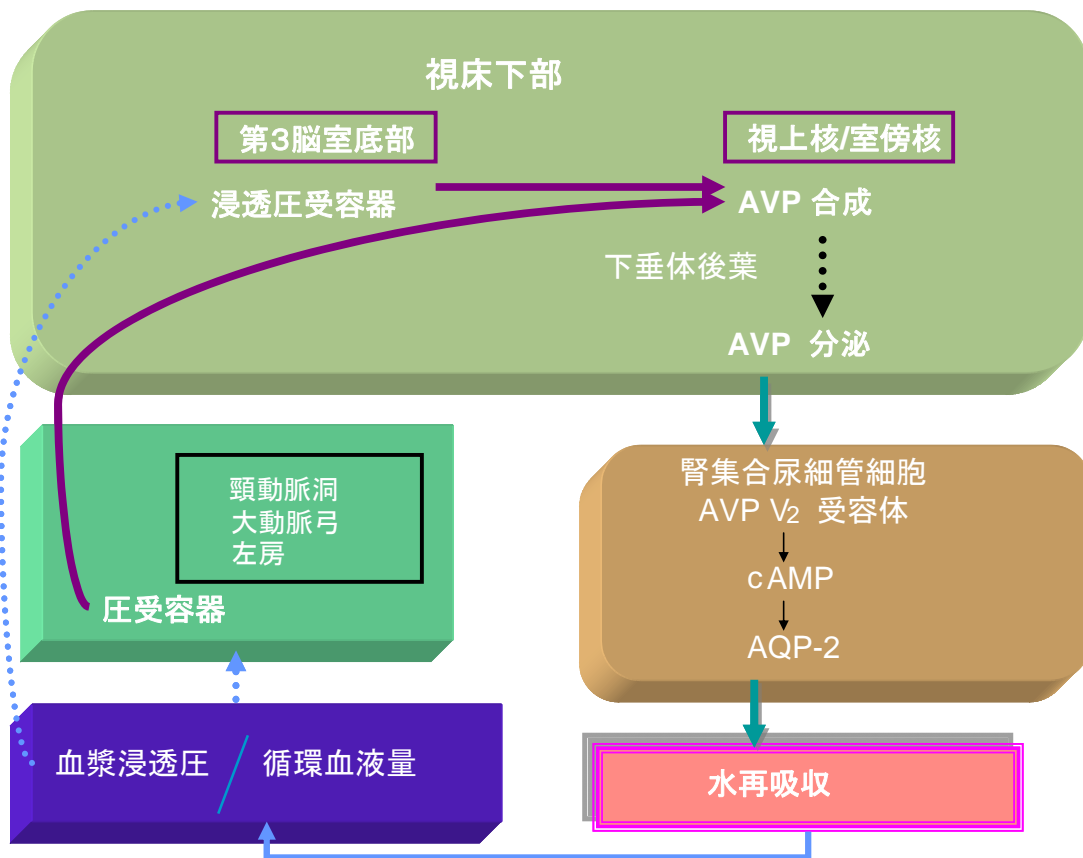 視床下部
第3脳室底部
視上核/室傍核
浸透圧受容器
AVP 合成
下垂体後葉
AVP 分泌
頸動脈洞
大動脈弓
左房
圧受容器
腎集合尿細管細胞
AVP V2 受容体
cAMP
AQP-2
血漿浸透圧 / 循環血液量
水再吸収